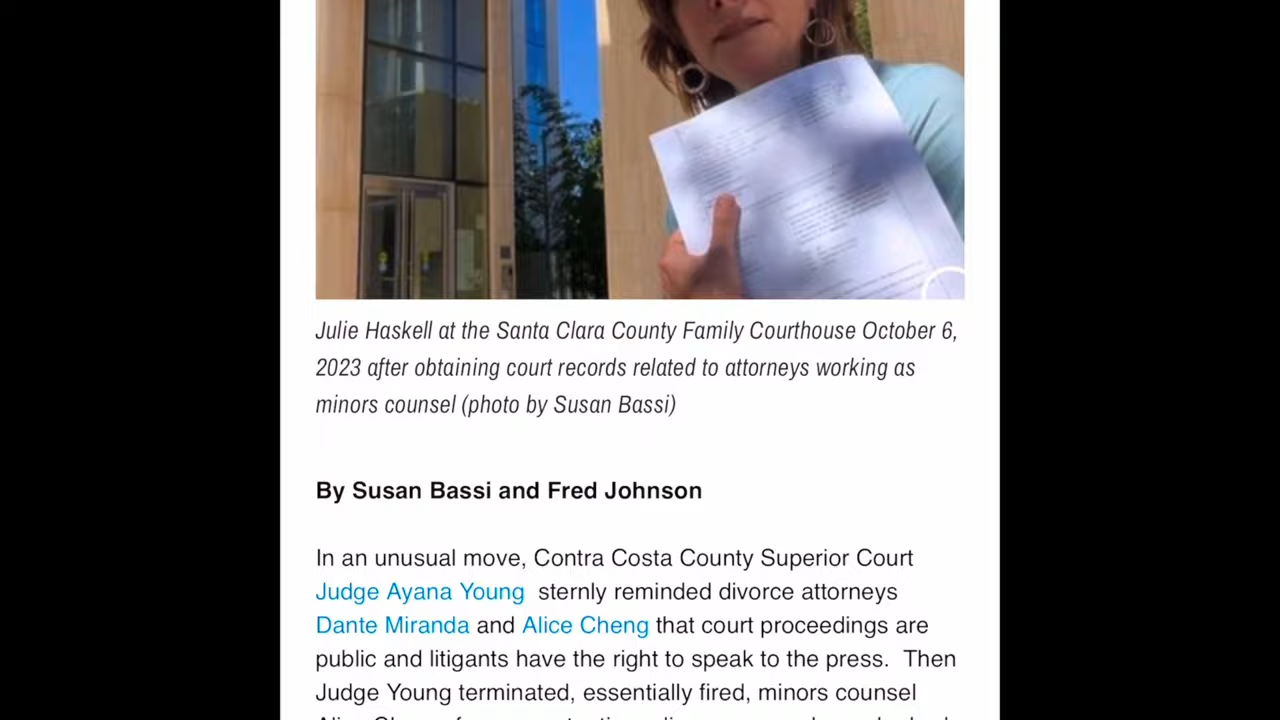 Julie Haskell at the Santa Clara County Family Courthouse October 6,
2023 after obtaining court records related to attorneys working as
minors counsel (photo by Susan Bassi)
By Susan Bassi and Fred Johnson
In an unusual move, Contra Costa County Superior Court
Judge Ayana Young sternly reminded divorce attorneys
Dante Miranda and Alice Cheng that court proceedings are
public and litigants have the right to speak to the press. Then
Judge Young terminated, essentially fired, minors counsel